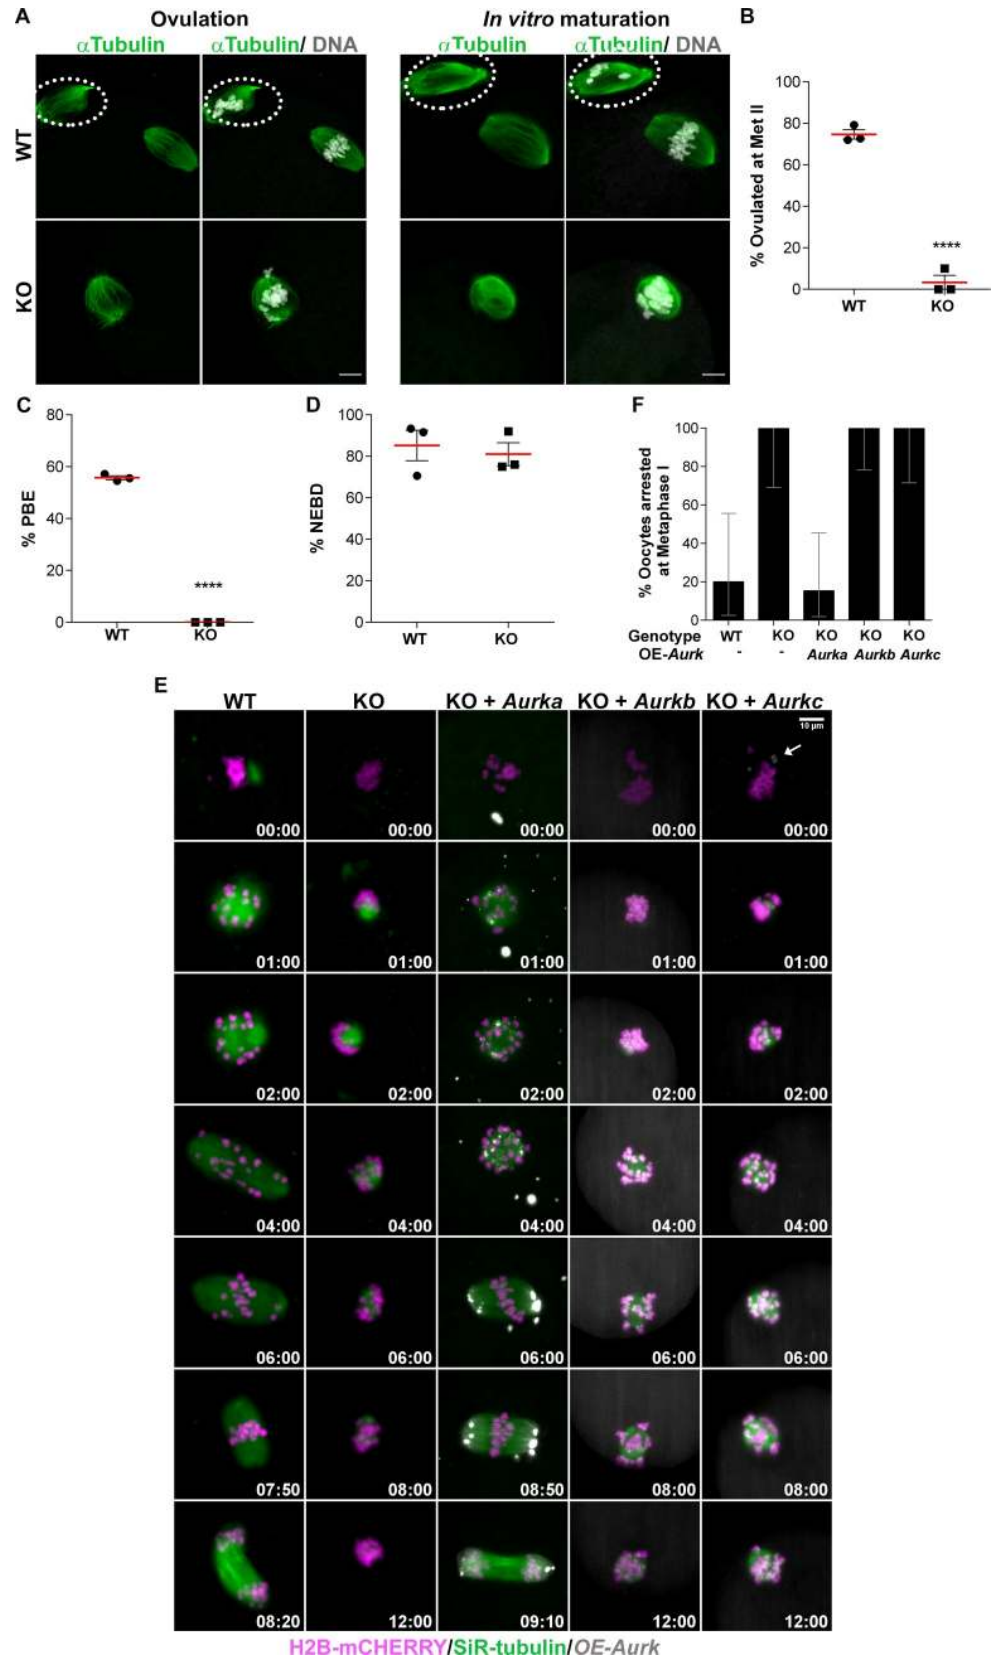 A
Ovulation
In vitro maturation
αTubulin
αTubulin/ DNA
αTubulin
αTubulin/ DNA
WT
KO
B
% Ovulated at Met II
100
80
60
40
20
0
****
WT
KO
C
% PBE
80
60
40
20
0
****
WT
KO
D
% NEBD
100
80
60
40
20
0
WT
KO
F
% Oocytes arrested
at Metaphase I
100
80
60
40
20
0
Genotype WT KO KO KO KO
OE-Aurk - - Aurka Aurkb Aurkc
E
WT KO KO + Aurka KO + Aurkb KO + Aurkc
10 µm
00:00 00:00 00:00 00:00 00:00
01:00 01:00 01:00 01:00 01:00
02:00 02:00 02:00 02:00 02:00
04:00 04:00 04:00 04:00 04:00
06:00 06:00 06:00 06:00 06:00
07:50 08:00 08:50 08:00 08:00
08:20 12:00 09:10 12:00 12:00
H2B-mCHERRY/SiR-tubulin/OE-Aurk